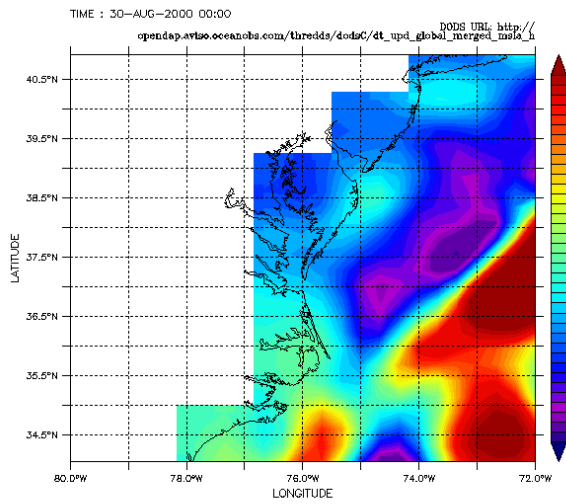 TIME : 30-AUG-2000 00:00
DODS URL: http://
opendap.aviso.oceanobs.com/thredds/dodsC/dt_upd_global_merged_msla_h
40.5°N
39.5°N
38.5°N
37.5°N
36.5°N
35.5°N
34.5°N
LATITUDE
80.0°W 78.0°W 76.0°W 74.0°W 72.0°W
LONGITUDE